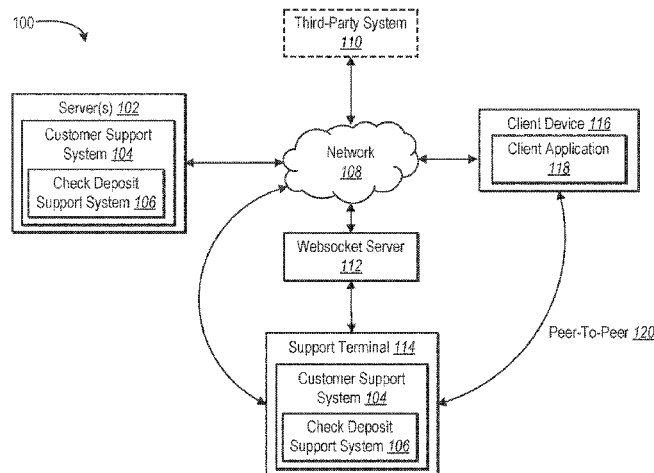 100
Third-Party System
110
Server(s) 102
Customer Support
System 104
Check Deposit
Support System 106
Network
108
Client Device 116
Client Application
118
Websocket Server
112
Peer-To-Peer 120
Support Terminal 114
Customer Support
System 104
Check Deposit
Support System 106